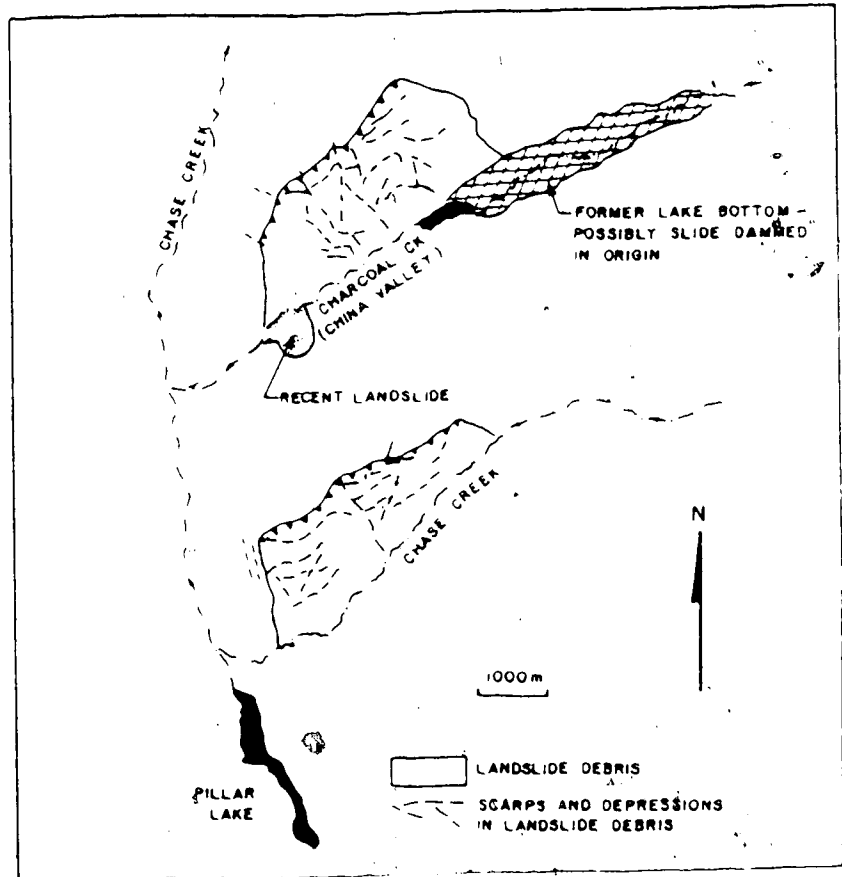 CHASE CREEK
FORMER LAKE BOTTOM –
POSSIBLY SLIDE DAMMED
IN ORIGIN
CHARCOAL CK
(CHINA VALLEY)
RECENT LANDSLIDE
CHASE CREEK
N
1000 m
LANDSLIDE DEBRIS
PILLAR
LAKE
SCARPS AND DEPRESSIONS
IN LANDSLIDE DEBRIS